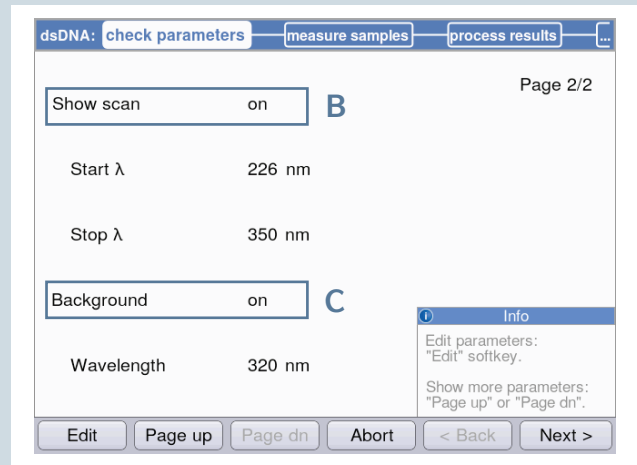 dsDNA: check parameters measure samples process results ...
Page 2/2
Show scan on B
Start λ 226 nm
Stop λ 350 nm
Background on C
Wavelength 320 nm
Info
Edit parameters:
"Edit" softkey.
Show more parameters:
"Page up" or "Page dn".
Edit Page up Page dn Abort < Back Next >